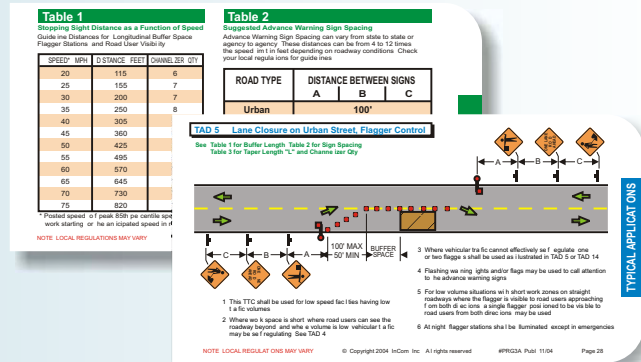 Table 1
Stopping Sight Distance as a Function of Speed
Guide ine Distances for Longitudinal Buffer Space
Flagger Stations and Road User Visibi ity
SPEED* MPH D STANCE FEET CHANNEL ZER QTY
20 115 6
25 155 7
30 200 7
35 250 8
40 305
45 360
50 425
55 495
60 570
65 645
70 730
75 820
* Posted speed o f peak 85th pe centile spe
work starting or he an icipated speed in
NOTE LOCAL REGULATIONS MAY VARY
Table 2
Suggested Advance Warning Sign Spacing
Advance Warning Sign Spacing can vary from state to state or
agency to agency These distances can be from 4 to 12 times
the speed im t in feet depending on roadway conditions Check
your local regula ions for guide ines
ROAD TYPE DISTANCE BETWEEN SIGNS
A B C
Urban 100'
TAD 5 Lane Closure on Urban Street, Flagger Control
See Table 1 for Buffer Length Table 2 for Sign Spacing
Table 3 for Taper Length "L" and Channe izer Qty
A B C
C B A
100' MAX
50' MIN
BUFFER
SPACE
1 This TTC shall be used for low speed fac l ties having low
t a fic
2 Where wo k space is short where road users can see the
roadway beyond and whe e volume is low vehicular t a fic
may be se f regulating See TAD 4
3 Where vehicular tra fic cannot effectively se f egulate one
or two flagge s shall be used as i lustrated in TAD 5 or TAD 14
4 Flashing wa ning ights and/or flags may be used to call attention
to he advance warning signs
5 For low volume situations wi h short work zones on straight
roadways where the flagger is visible to road users approaching
f om both di ec ions a single flagger posi ioned to be vis ble to
road users from both direc ions may be used
6 At night flagger stations sha l be lluminated except in emergencies
NOTE LOCAL REGULAT ONS MAY VARY © Copyright 2004 InCom Inc A l rights reserved #PRG3A Publ 11/04 Page 28
TYPICAL APPLICAT ONS